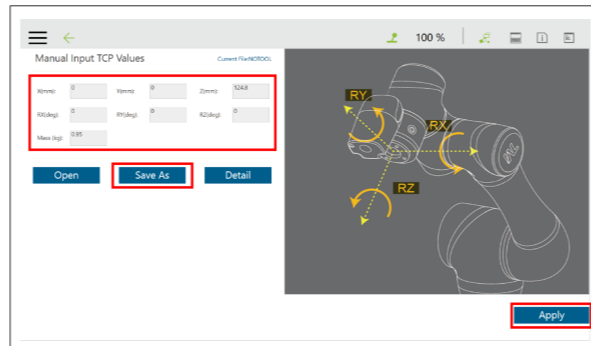 100 %
Manual Input TCP Values
Current File:NOTOOL
X(mm): 0 Y(mm): 0 Z(mm): 124.8
RX(deg): 0 RY(deg): 0 RZ(deg): 0
Mass (kg): 0.95
Open Save As Detail
RY
RX
RZ
Apply